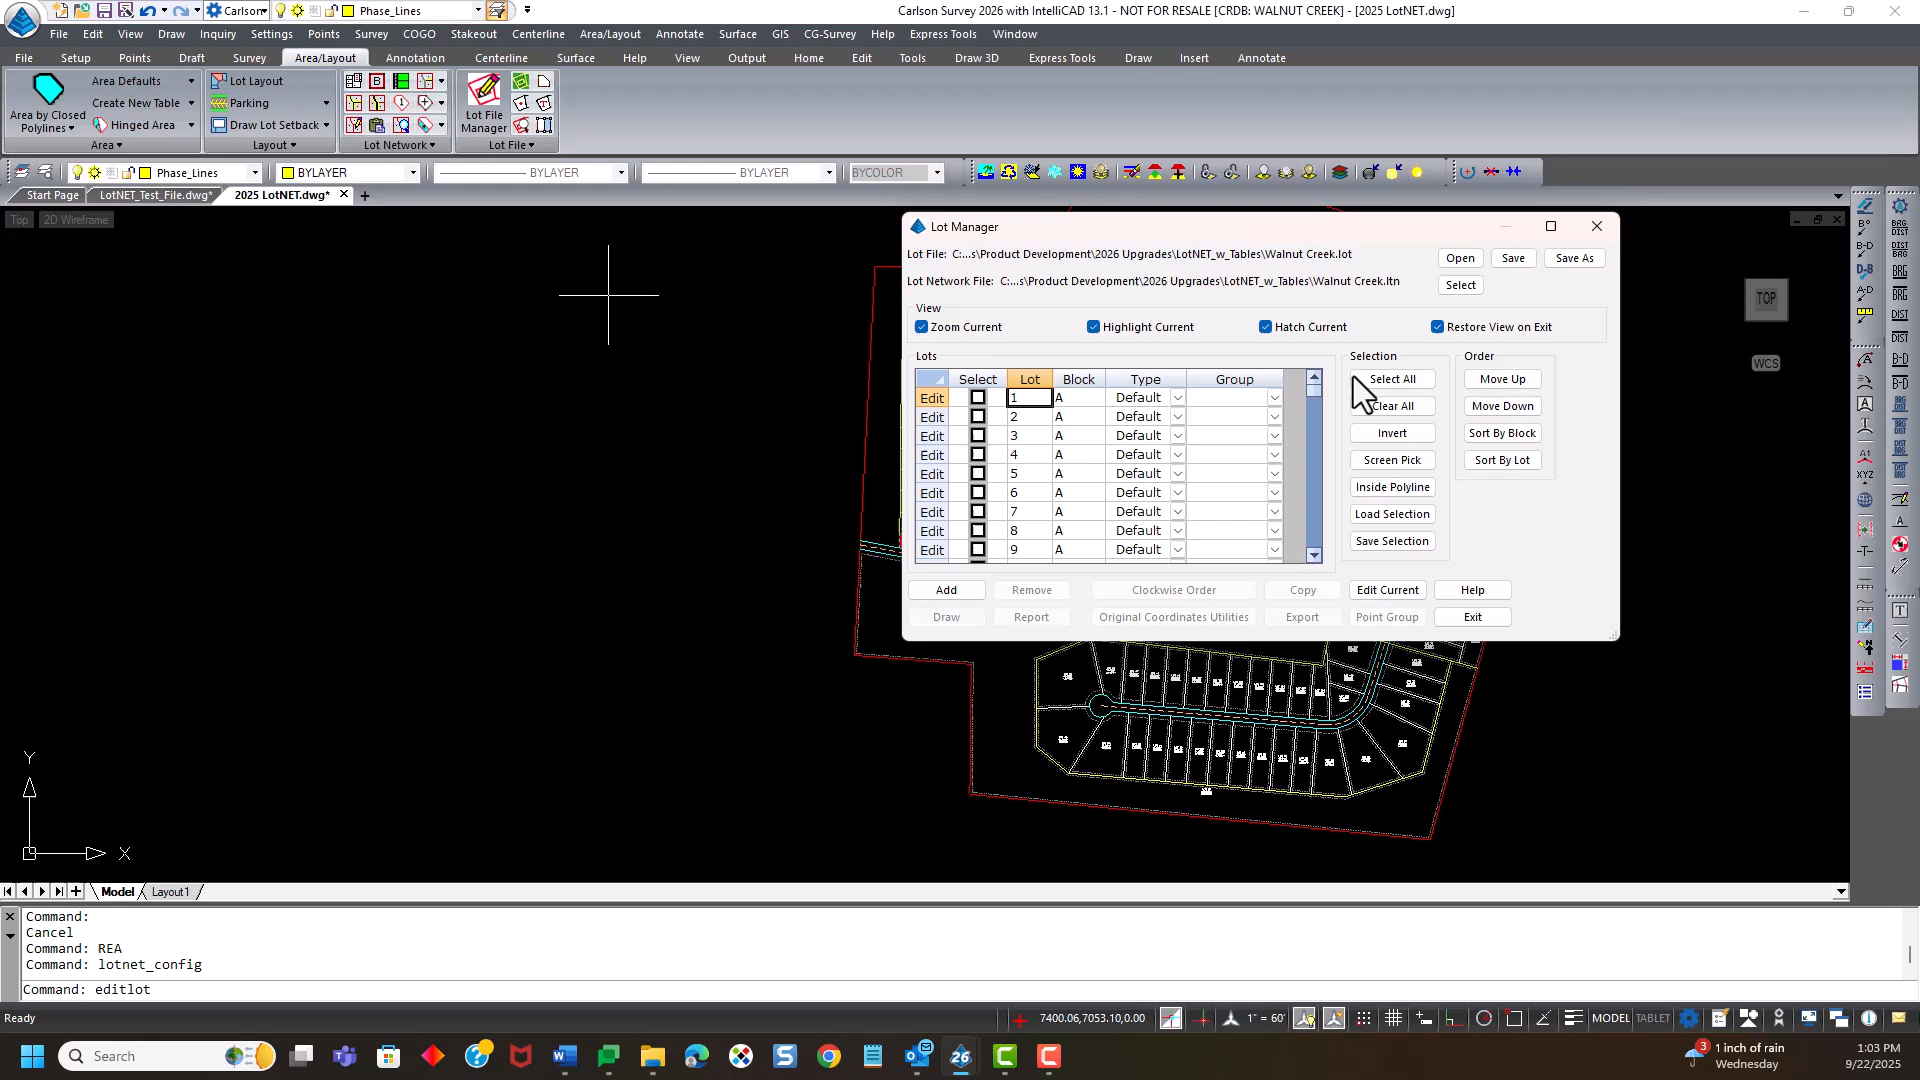 Carlson
Phase_Lines
Carlson Survey 2026 with IntelliCAD 13.1 - NOT FOR RESALE [CRDB: WALNUT CREEK] - [2025 LotNET.dwg]
File Edit View Draw Inquiry Settings Points Survey COGO Stakeout Centerline Area/Layout Annotate Surface GIS CG-Survey Help Express Tools Window
File Setup Points Draft Survey Area/Layout Annotation Centerline Surface Help View Output Home Edit Tools Draw 3D Express Tools Draw Insert Annotate
Area by Closed Polylines
Area Defaults
Create New Table
Hinged Area
Area
Lot Layout
Parking
Draw Lot Setback
Layout
Lot Network
Lot File Manager
Lot File
Phase_Lines BYLAYER BYLAYER BYLAYER BYCOLOR
Start Page LotNET_Test_File.dwg* 2025 LotNET.dwg*
Top 2D Wireframe
Lot Manager
Lot File: C:...s\Product Development\2026 Upgrades\LotNET_w_Tables\Walnut Creek.lot
Open Save Save As
Lot Network File: C:...s\Product Development\2026 Upgrades\LotNET_w_Tables\Walnut Creek.ltn
Select
View
Zoom Current Highlight Current Hatch Current Restore View on Exit
Lots
Select Lot Block Type Group
Edit 1 A Default
Edit 2 A Default
Edit 3 A Default
Edit 4 A Default
Edit 5 A Default
Edit 6 A Default
Edit 7 A Default
Edit 8 A Default
Edit 9 A Default
Selection
Select All
Clear All
Invert
Screen Pick
Inside Polyline
Load Selection
Save Selection
Order
Move Up
Move Down
Sort By Block
Sort By Lot
Add Remove Clockwise Order Copy Edit Current Help
Draw Report Original Coordinates Utilities Export Point Group Exit
TOP
WCS
Y
X
Model Layout1
Command:
Cancel
Command: REA
Command: lotnet_config
Command: editlot
Ready
7400.06,7053.10,0.00 1" = 60' MODEL TABLET
Search
26
3
1 inch of rain
Wednesday
1:03 PM
9/22/2025